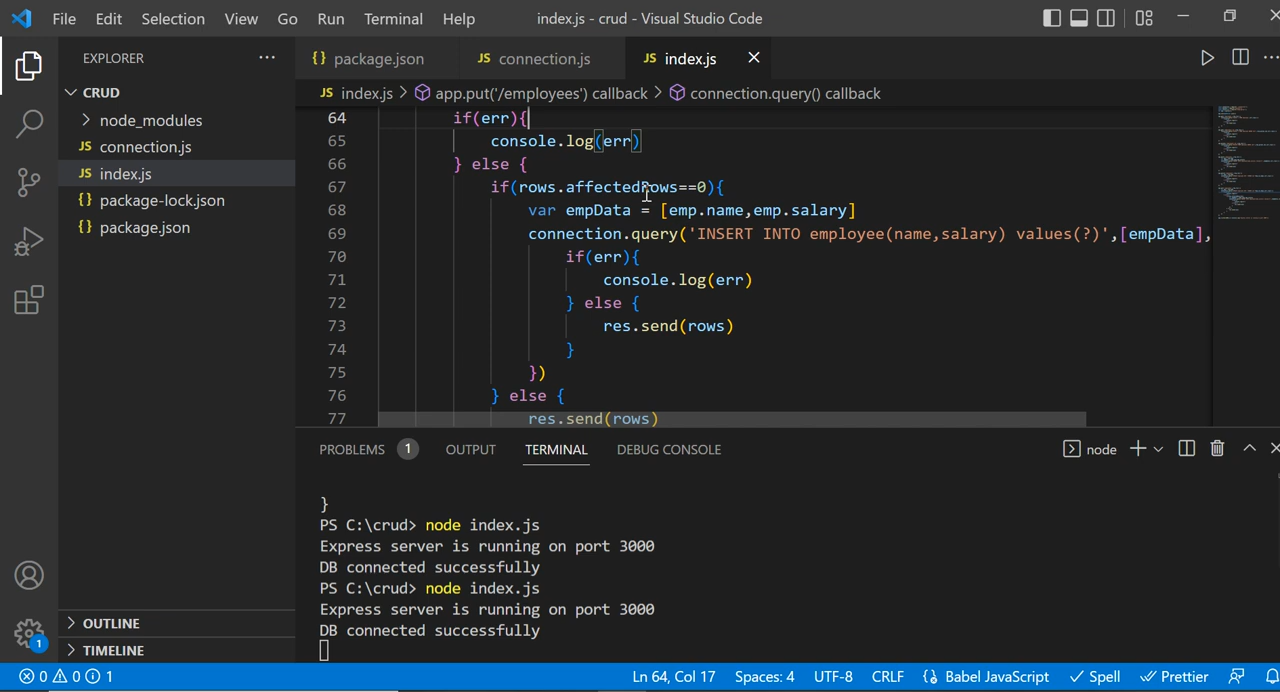 File Edit Selection View Go Run Terminal Help index.js - crud - Visual Studio Code
EXPLORER
package.json
JS connection.js
JS index.js
CRUD
node_modules
JS connection.js
JS index.js
package-lock.json
package.json
JS index.js > app.put('/employees') callback > connection.query() callback
64 if(err){
65 console.log(err)
66 } else {
67 if(rows.affectedRows==0){
68 var empData = [emp.name,emp.salary]
69 connection.query('INSERT INTO employee(name,salary) values(?)',[empData],
70 if(err){
71 console.log(err)
72 } else {
73 res.send(rows)
74 }
75 })
76 } else {
77 res.send(rows)
PROBLEMS 1 OUTPUT TERMINAL DEBUG CONSOLE
node
}
PS C:\crud> node index.js
Express server is running on port 3000
DB connected successfully
PS C:\crud> node index.js
Express server is running on port 3000
DB connected successfully
OUTLINE
TIMELINE
1
0 0 1 Ln 64, Col 17 Spaces: 4 UTF-8 CRLF {} Babel JavaScript Spell Prettier